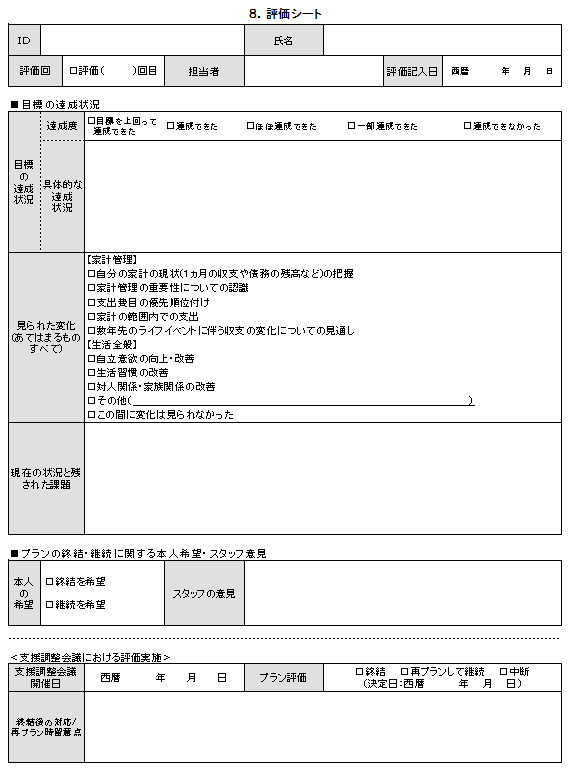 ８．評価シート
ＩＤ 氏名
評価回 □評価（　　　）回目 担当者 評価記入日 西暦　　年　月　日
■目標の達成状況
目標の達成状況
達成度 □目標を上回って達成できた □達成できた □ほぼ達成できた □一部達成できた □達成できなかった
具体的な達成状況
見られた変化（あてはまるものすべて）
【家計管理】
□自分の家計の現状（１ヵ月の収支や債務の残高など）の把握
□家計管理の重要性についての認識
□支出費目の優先順位付け
□家計の範囲内での支出
□数年先のライフイベントに伴う収支の変化についての見通し
【生活全般】
□自立意欲の向上・改善
□生活習慣の改善
□対人関係・家族関係の改善
□その他（　　　　　　　　　　）
□この間に変化は見られなかった
現在の状況と残された課題
■プランの終結・継続に関する本人希望・スタッフ意見
本人の希望
□終結を希望
□継続を希望
スタッフの意見
＜支援調整会議における評価実施＞
支援調整会議開催日 西暦　　年　月　日 プラン評価 □終結 □再プランして継続 □中断
（決定日：西暦　　年　月　日）
終結後の対応/再プラン時留意点